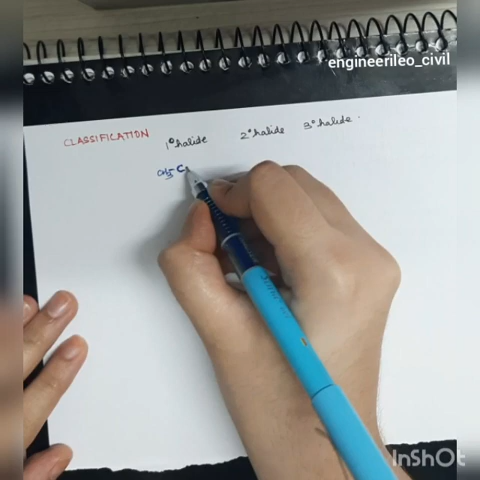 engineerileo_civil
CLASSIFICATION 1° halide 2° halide 3° halide.
CH₃-C
InShOt